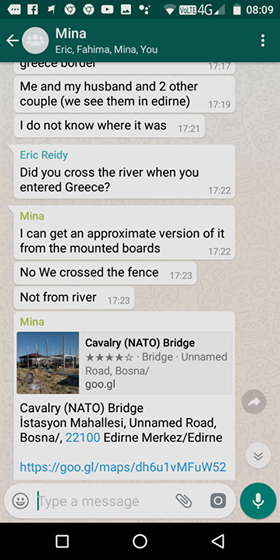 VoLTE 4G 08:09
Mina
Eric, Fahima, Mina, You
greece border
17:17
Me and my husband and 2 other
couple (we see them in edirne)
17:19
I do not know where it was 17:21
Eric Reidy
Did you cross the river when you
entered Greece?
17:22
Mina
I can get an approximate version of it
from the mounted boards
17:22
No We crossed the fence 17:23
Not from river 17:23
Mina
Cavalry (NATO) Bridge
★★★★☆ · Bridge · Unnamed
Road, Bosna/
goo.gl
Cavalry (NATO) Bridge
İstasyon Mahallesi, Unnamed Road,
Bosna/, 22100 Edirne Merkez/Edirne
https://goo.gl/maps/dh6u1vMFuW52
Type a message